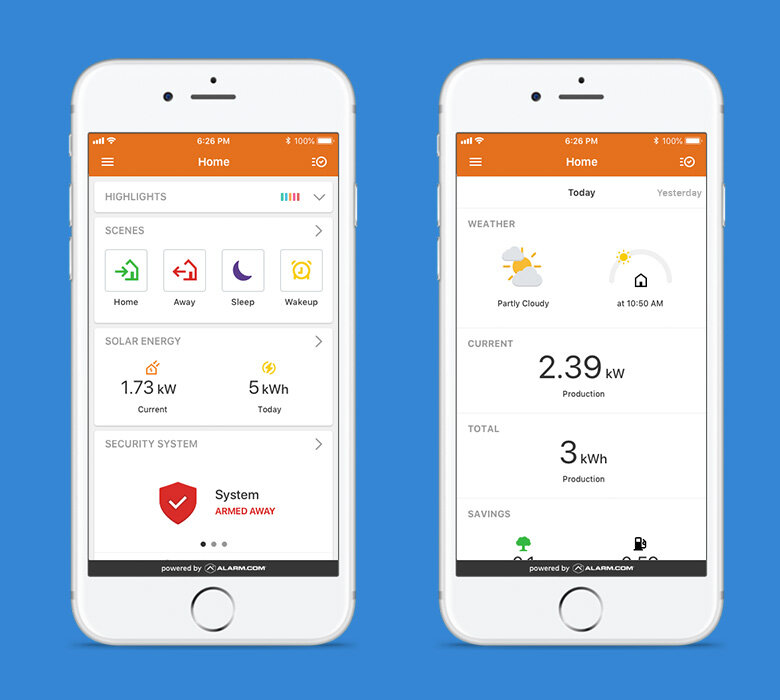 6:26 PM 100%
Home
HIGHLIGHTS
SCENES
Home Away Sleep Wakeup
SOLAR ENERGY
1.73 kW 5 kWh
Current Today
SECURITY SYSTEM
System
ARMED AWAY
powered by ALARM.COM
6:26 PM 100%
Home
Today Yesterday
WEATHER
Partly Cloudy at 10:50 AM
CURRENT
2.39 kW
Production
TOTAL
3 kWh
Production
SAVINGS
powered by ALARM.COM